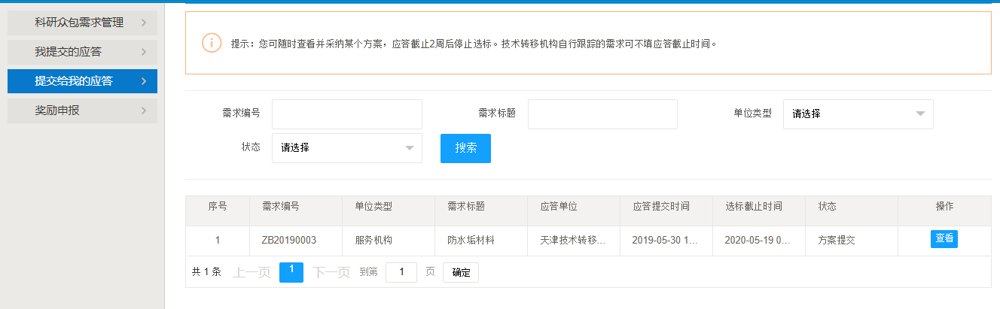 科研众包需求管理
我提交的应答
提交给我的应答
奖励申报
提示：您可随时查看并采纳某个方案，应答截止2周后停止选标。技术转移机构自行跟踪的需求可不填应答截止时间。
需求编号 需求标题 单位类型 请选择
状态 请选择 搜索
序号 需求编号 单位类型 需求标题 应答单位 应答提交时间 选标截止时间 状态 操作
1 ZB20190003 服务机构 防水垢材料 天津技术转移... 2019-05-30 1... 2020-05-19 0... 方案提交 查看
共 1 条 上一页 1 下一页 到第 1 页 确定